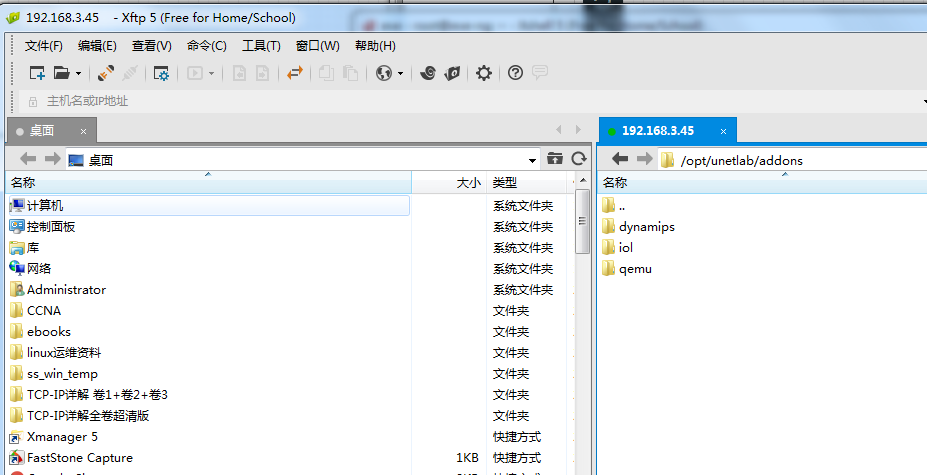 192.168.3.45 - Xftp 5 (Free for Home/School)
文件(F) 编辑(E) 查看(V) 命令(C) 工具(T) 窗口(W) 帮助(H)
主机名或IP地址
桌面 × 192.168.3.45 ×
桌面 /opt/unetlab/addons
名称 大小 类型 名称
计算机 系统文件夹 ..
控制面板 系统文件夹 dynamips
库 系统文件夹 iol
网络 系统文件夹 qemu
Administrator 系统文件夹
CCNA 文件夹
ebooks 文件夹
linux运维资料 文件夹
ss_win_temp 文件夹
TCP-IP详解 卷1+卷2+卷3 文件夹
TCP-IP详解全卷超清版 文件夹
Xmanager 5 快捷方式
FastStone Capture 1KB 快捷方式